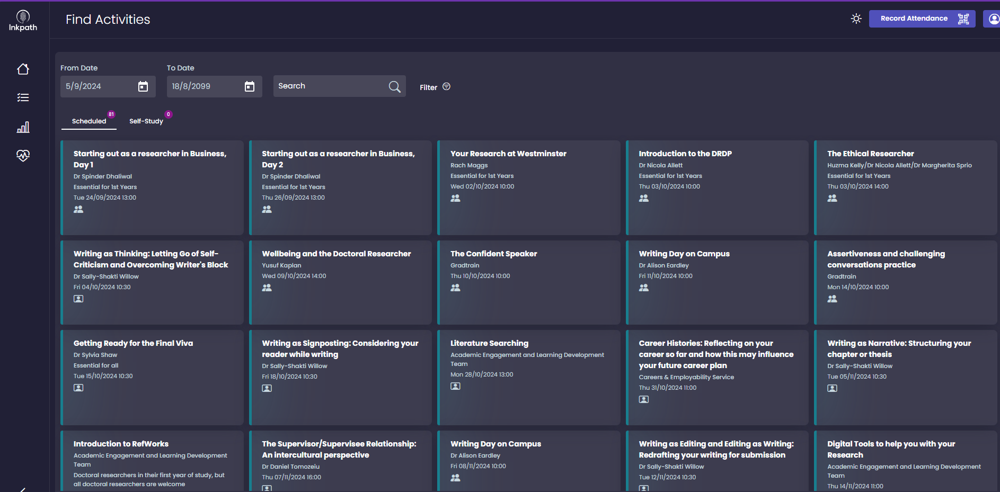 Inkpath
Find Activities
Record Attendance
From Date
To Date
5/9/2024
18/8/2099
Search
Filter
Scheduled
81
Self-Study
0
Starting out as a researcher in Business,
Day 1
Dr Spinder Dhaliwal
Essential for 1st Years
Tue 24/09/2024 13:00
Starting out as a researcher in Business,
Day 2
Dr Spinder Dhaliwal
Essential for 1st Years
Thu 26/09/2024 13:00
Your Research at Westminster
Rach Maggs
Essential for 1st Years
Wed 02/10/2024 10:00
Introduction to the DRDP
Dr Nicola Allett
Essential for 1st Years
Thu 03/10/2024 10:00
The Ethical Researcher
Huzma Kelly/Dr Nicola Allett/Dr Margherita Sprio
Essential for 1st Years
Thu 03/10/2024 14:00
Writing as Thinking: Letting Go of Self-
Criticism and Overcoming Writer's Block
Dr Sally-Shakti Willow
Fri 04/10/2024 10:30
Wellbeing and the Doctoral Researcher
Yusuf Kaplan
Wed 09/10/2024 14:00
The Confident Speaker
Gradtrain
Thu 10/10/2024 10:00
Writing Day on Campus
Dr Alison Eardley
Fri 11/10/2024 10:00
Assertiveness and challenging
conversations practice
Gradtrain
Mon 14/10/2024 10:00
Getting Ready for the Final Viva
Dr Sylvia Shaw
Essential for all
Tue 15/10/2024 10:30
Writing as Signposting: Considering your
reader while writing
Dr Sally-Shakti Willow
Fri 18/10/2024 10:30
Literature Searching
Academic Engagement and Learning Development
Team
Mon 28/10/2024 13:00
Career Histories: Reflecting on your
career so far and how this may influence
your future career plan
Careers & Employability Service
Thu 31/10/2024 11:00
Writing as Narrative: Structuring your
chapter or thesis
Dr Sally-Shakti Willow
Tue 05/11/2024 10:30
Introduction to RefWorks
Academic Engagement and Learning Development
Team
Doctoral researchers in their first year of study, but
all doctoral researchers are welcome
The Supervisor/Supervisee Relationship:
An intercultural perspective
Dr Daniel Tomozeiu
Thu 07/11/2024 16:00
Writing Day on Campus
Dr Alison Eardley
Fri 08/11/2024 10:00
Writing as Editing and Editing as Writing:
Redrafting your writing for submission
Dr Sally-Shakti Willow
Tue 12/11/2024 10:30
Digital Tools to help you with your
Research
Academic Engagement and Learning Development
Team
Thu 14/11/2024 11:00